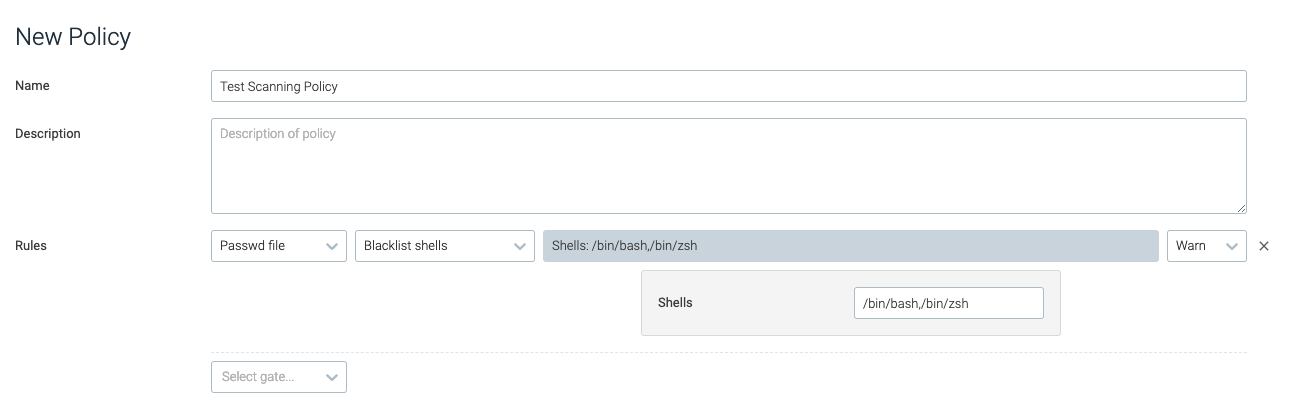 New Policy
Name
Test Scanning Policy
Description
Description of policy
Rules
Passwd file
Blacklist shells
Shells: /bin/bash,/bin/zsh
Warn
Shells
/bin/bash,/bin/zsh
Select gate...